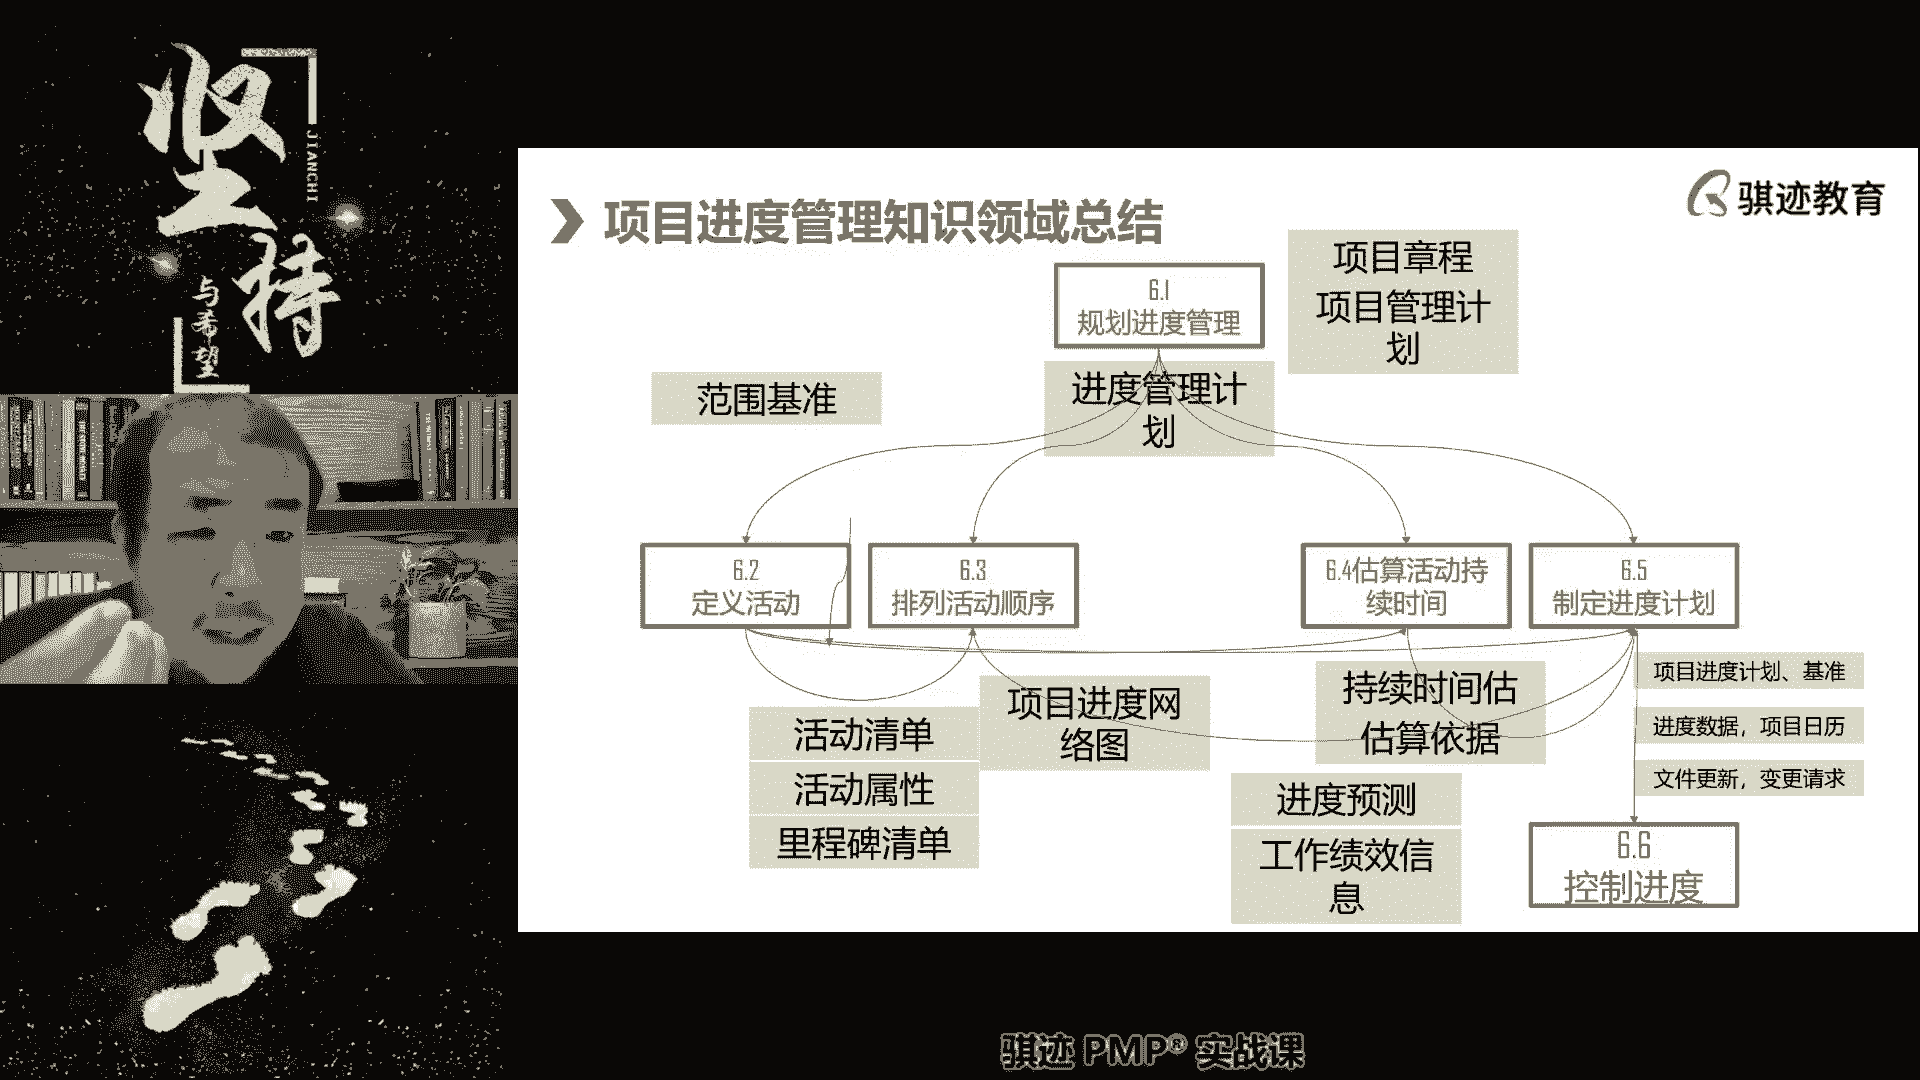 坚持
JIANCHI
与希望
骐迹教育
项目进度管理知识领域总结
6.1
规划进度管理
项目章程
项目管理计
划
范围基准
进度管理计
划
6.2
定义活动
6.3
排列活动顺序
6.4估算活动持
续时间
6.5
制定进度计划
活动清单
活动属性
里程碑清单
项目进度网
络图
持续时间估
估算依据
进度预测
工作绩效信
息
项目进度计划、基准
进度数据，项目日历
文件更新，变更请求
6.6
控制进度
骐迹 PMP® 实战课